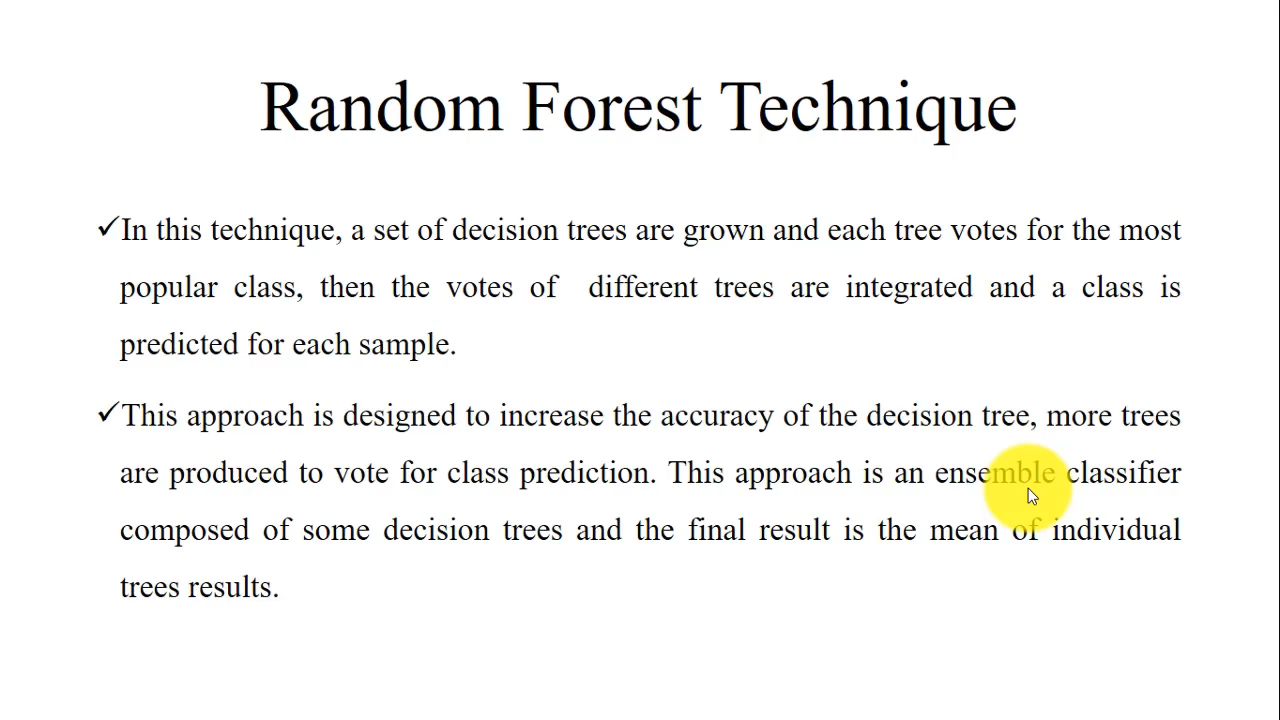 Random Forest Technique
✓In this technique, a set of decision trees are grown and each tree votes for the most
popular class, then the votes of different trees are integrated and a class is
predicted for each sample.
✓This approach is designed to increase the accuracy of the decision tree, more trees
are produced to vote for class prediction. This approach is an ensemble classifier
composed of some decision trees and the final result is the mean of individual
trees results.